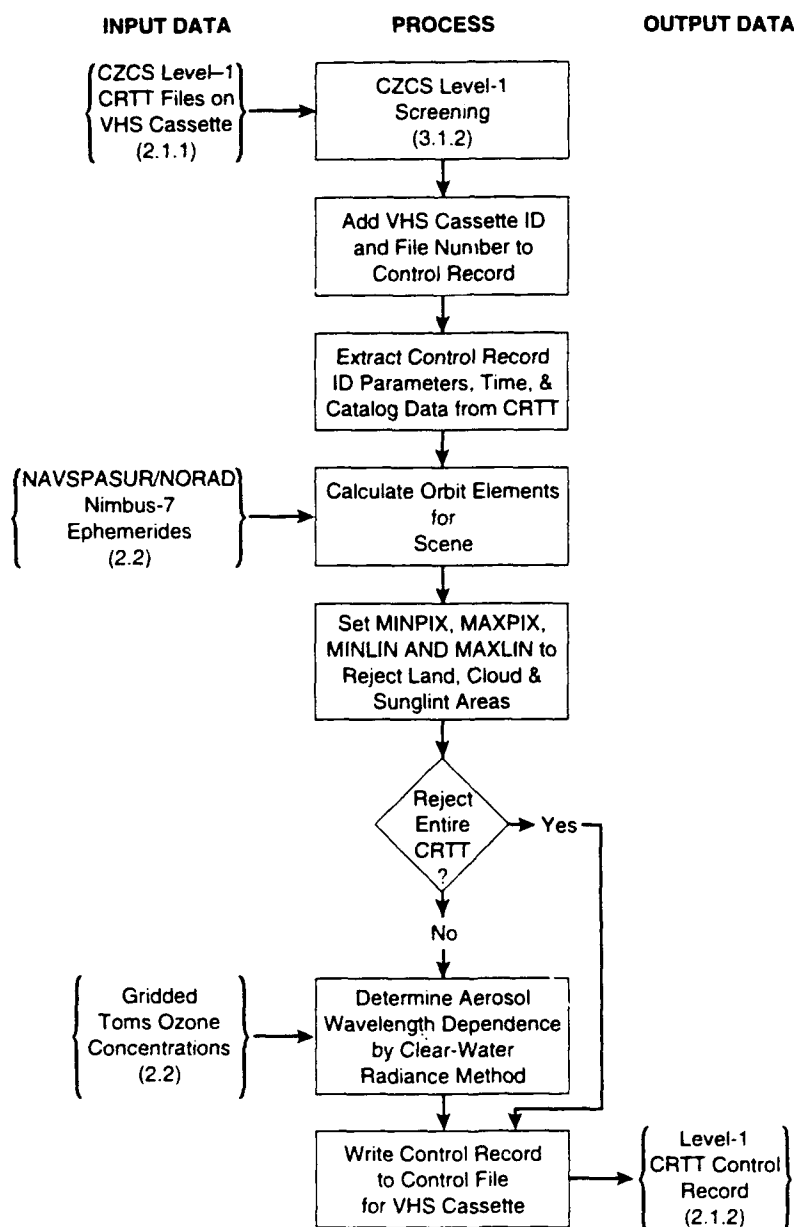 INPUT DATA
PROCESS
OUTPUT DATA
CZCS Level–1
CRTT Files on
VHS Cassette
(2.1.1)
CZCS Level-1
Screening
(3.1.2)
Add VHS Cassette ID
and File Number to
Control Record
Extract Control Record
ID Parameters, Time, &
Catalog Data from CRTT
NAVSPASUR/NORAD
Nimbus-7
Ephemerides
(2.2)
Calculate Orbit Elements
for
Scene
Set MINPIX, MAXPIX,
MINLIN AND MAXLIN to
Reject Land, Cloud &
Sunglint Areas
Reject
Entire
CRTT
?
Yes
No
Gridded
Toms Ozone
Concentrations
(2.2)
Determine Aerosol
Wavelength Dependence
by Clear-Water
Radiance Method
Write Control Record
to Control File
for VHS Cassette
Level-1
CRTT Control
Record
(2.1.2)